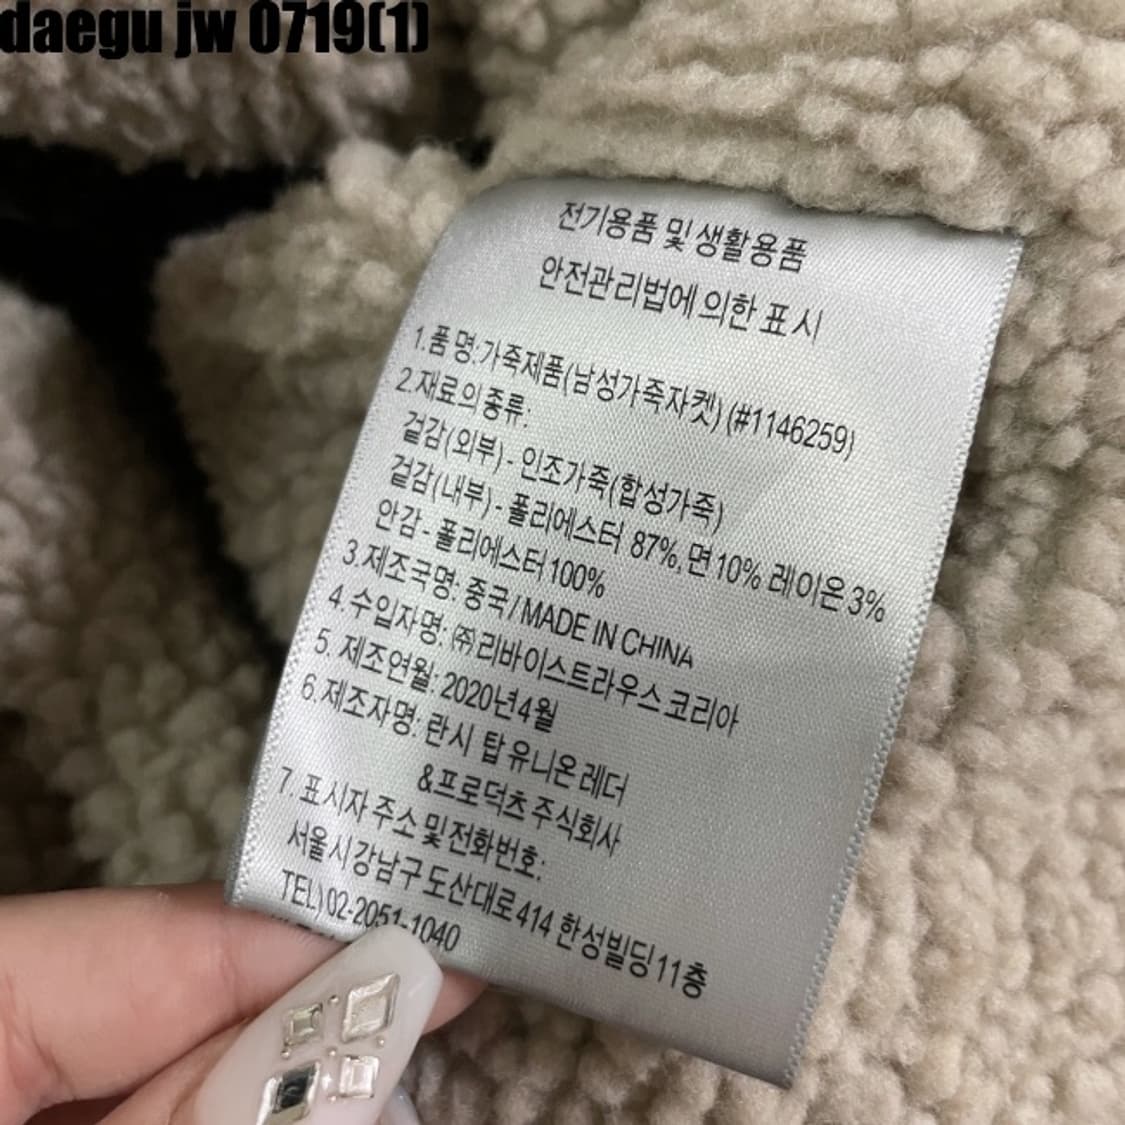 daegu jw 0719(1)
전기용품 및 생활용품
안전관리법에 의한 표시
1.품 명:가죽제품(남성가죽자켓) (#1146259)
2.재료의 종류:
겉감(외부) - 인조가죽(합성가죽)
겉감(내부) - 폴리에스터 87%, 면 10% 레이온 3%
안감 - 폴리에스터 100%
3.제조국명: 중국 / MADE IN CHINA
4.수입자명: ㈜리바이스트라우스 코리아
5. 제조연월: 2020년 4월
6.제조자명: 란시 탑 유니온 레더
&프로덕츠 주식회사
7. 표시자 주소 및 전화번호:
서울시 강남구 도산대로 414 한성빌딩 11층
TEL) 02-2051-1040